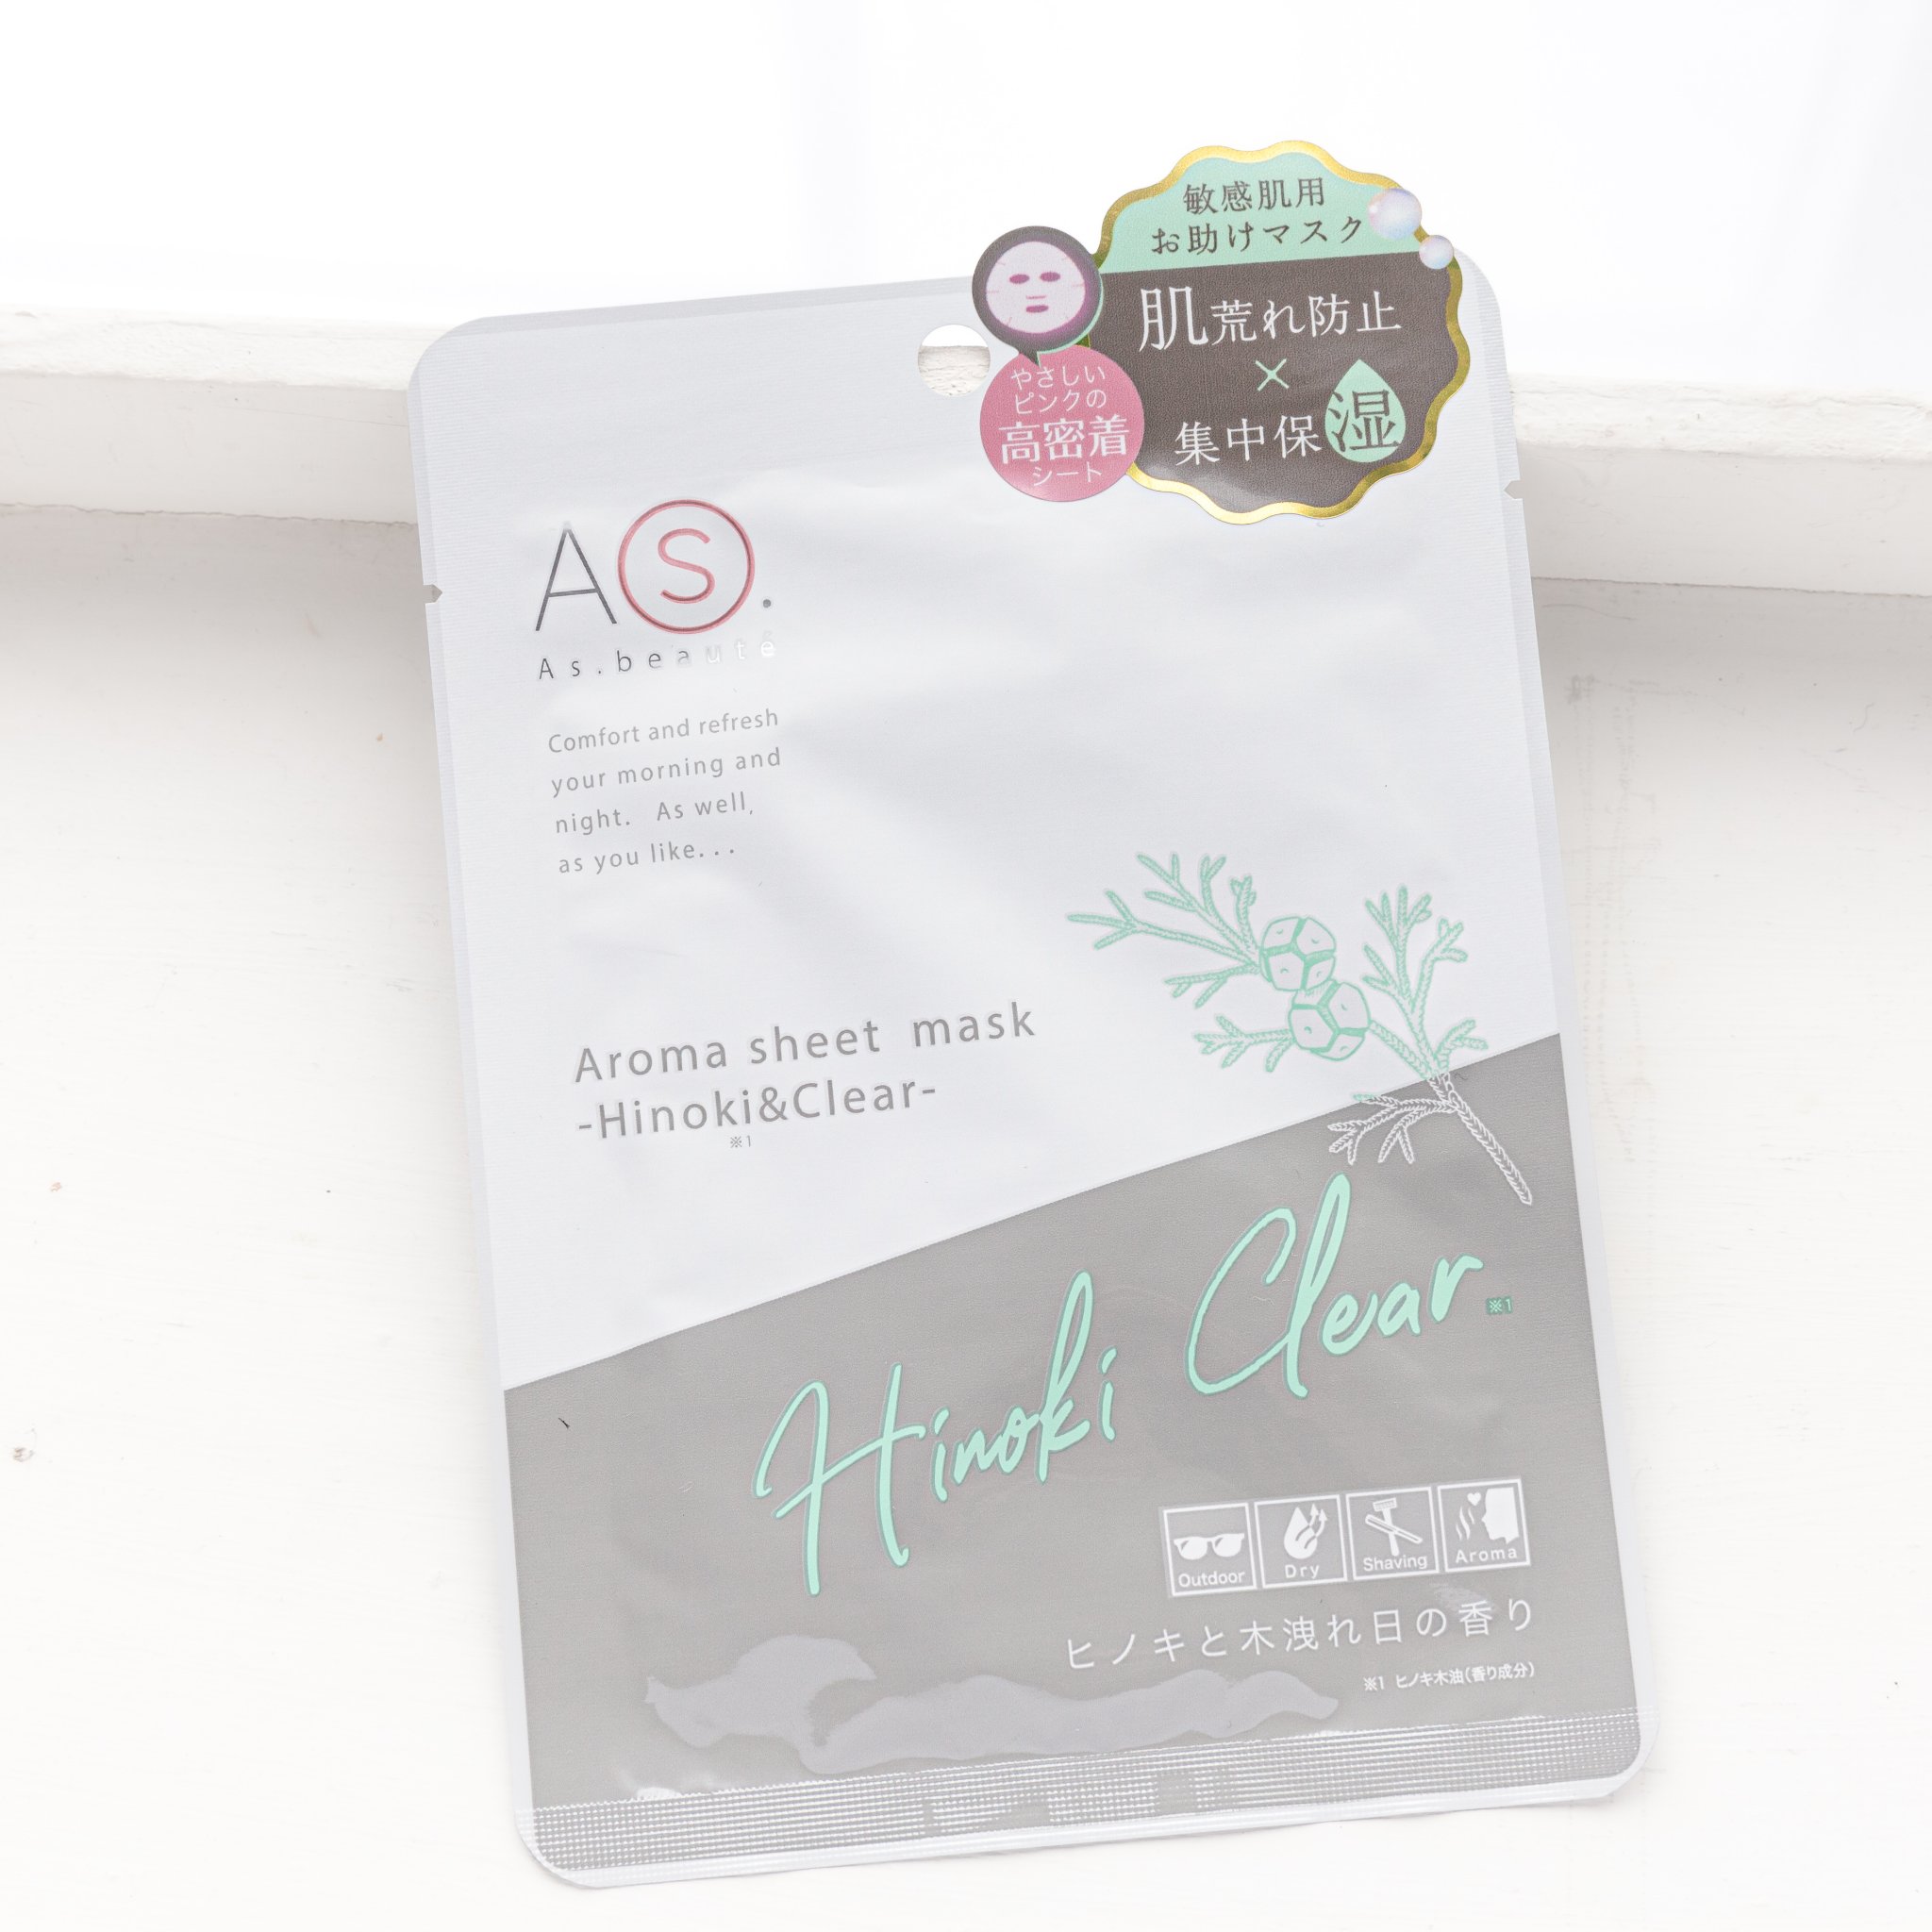 敏感肌用
お助けマスク
肌荒れ防止
×
集中保湿
やさしい
ピンクの
高密着
シート
AS.
As.beauté
Comfort and refresh
your morning and
night. As well,
as you like...
Aroma sheet mask
-Hinoki&Clear-
※1
Hinoki Clear
※1
Outdoor
Dry
Shaving
Aroma
ヒノキと木洩れ日の香り
※1 ヒノキ木油(香り成分)